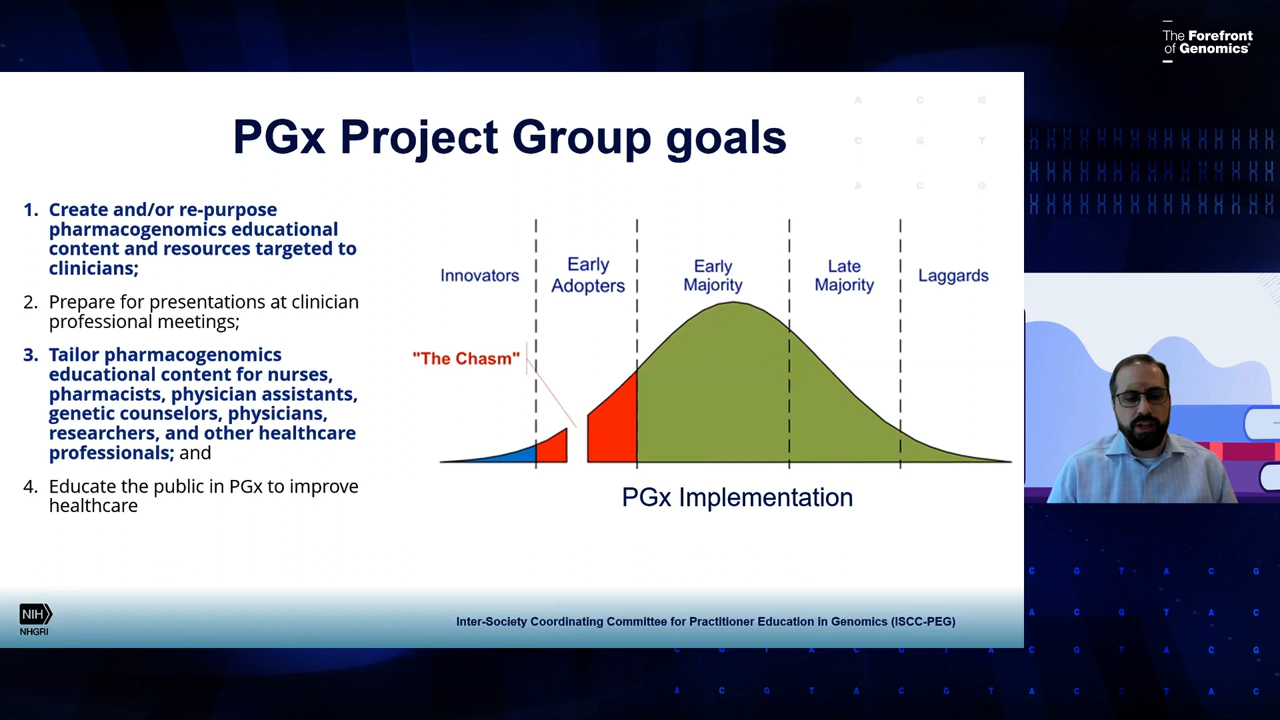 The Forefront
of Genomics®
PGx Project Group goals
1. Create and/or re-purpose
pharmacogenomics educational
content and resources targeted to
clinicians;
2. Prepare for presentations at clinician
professional meetings;
3. Tailor pharmacogenomics
educational content for nurses,
pharmacists, physician assistants,
genetic counselors, physicians,
researchers, and other healthcare
professionals; and
4. Educate the public in PGx to improve
healthcare
A C G
C G T
A C G
Innovators
Early
Adopters
Early
Majority
Late
Majority
Laggards
"The Chasm"
PGx Implementation
NIH
NHGRI
Inter-Society Coordinating Committee for Practitioner Education in Genomics (ISCC-PEG)
C G T A C G
A C G T A C G
C G T A C G T A C G
A C G T A C G T A C G T A C G